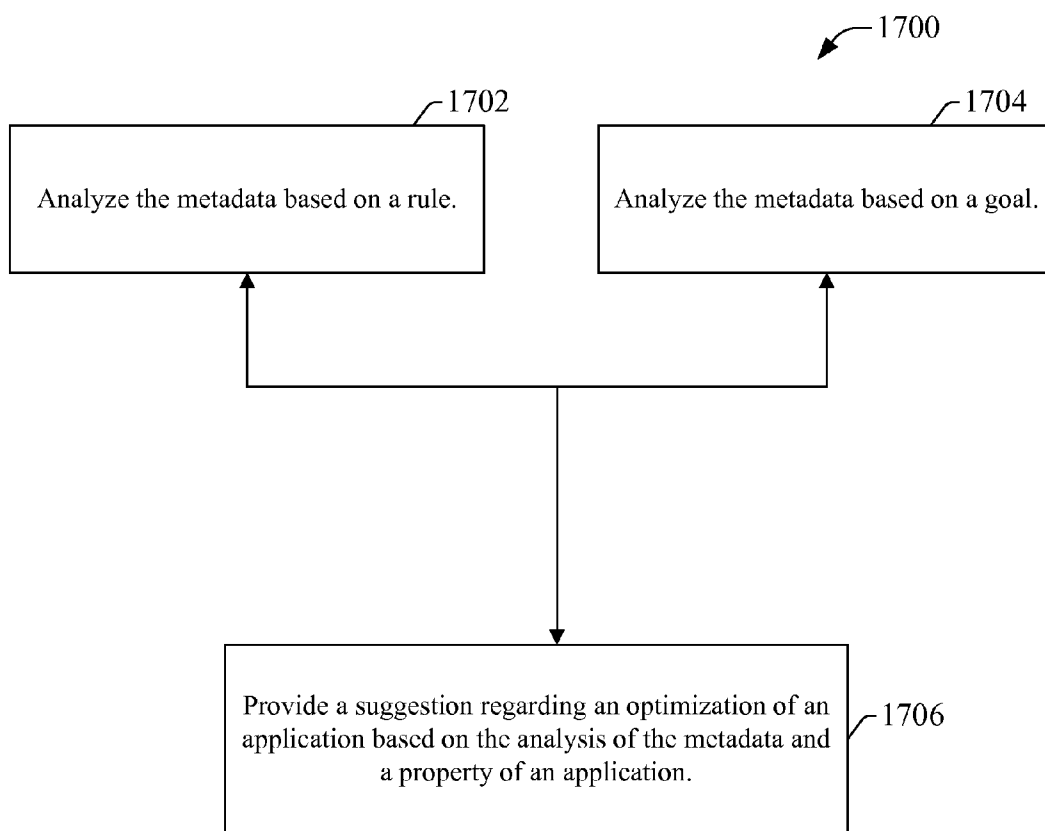 1700
1702
1704
Analyze the metadata based on a rule.
Analyze the metadata based on a goal.
Provide a suggestion regarding an optimization of an
application based on the analysis of the metadata and
a property of an application.
1706